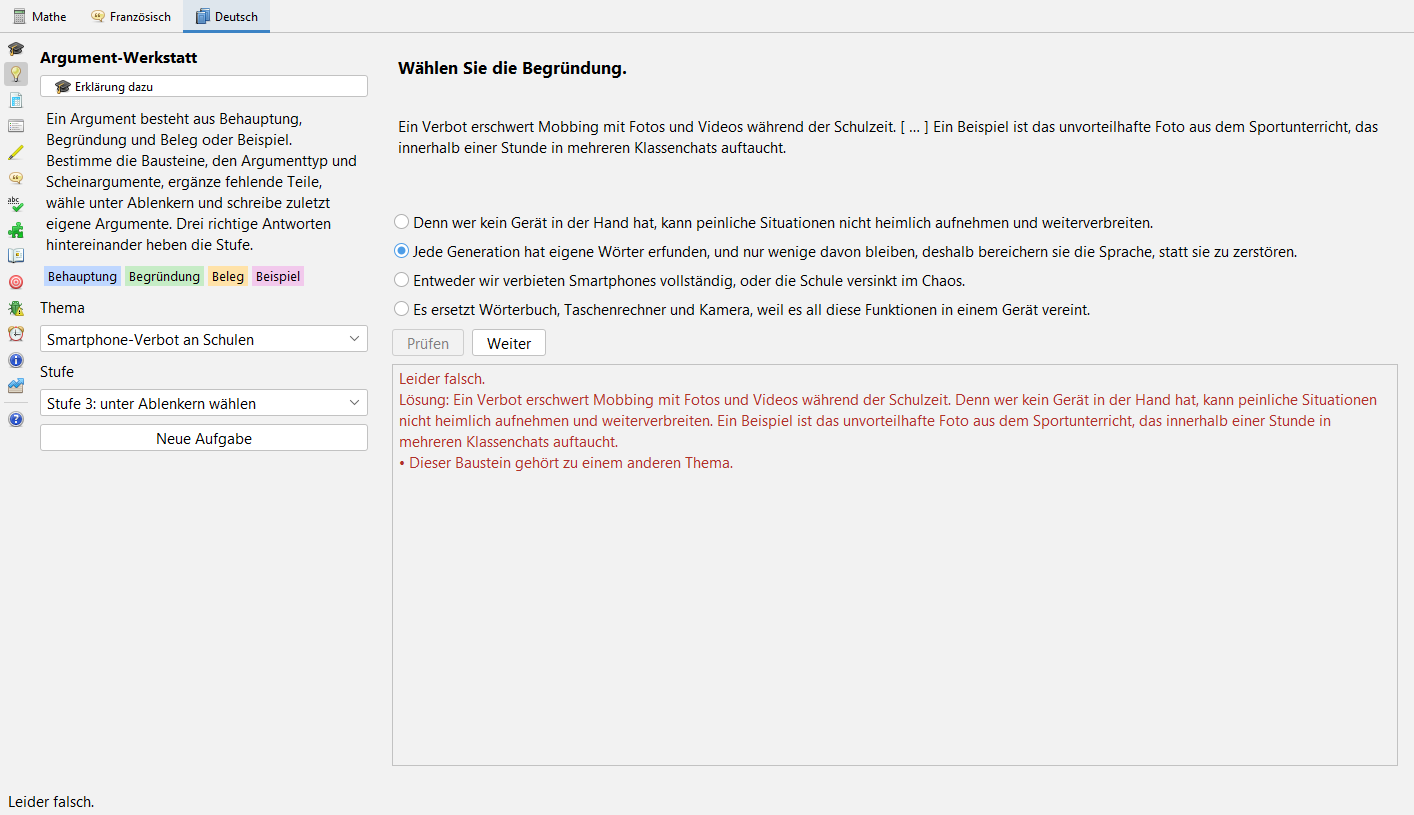 Mathe
Französisch
Deutsch
Argument-Werkstatt
Erklärung dazu
Ein Argument besteht aus Behauptung,
Begründung und Beleg oder Beispiel.
Bestimme die Bausteine, den Argumenttyp und
Scheinargumente, ergänze fehlende Teile,
wähle unter Ablenkern und schreibe zuletzt
eigene Argumente. Drei richtige Antworten
hintereinander heben die Stufe.
Behauptung Begründung Beleg Beispiel
Thema
Smartphone-Verbot an Schulen
Stufe
Stufe 3: unter Ablenkern wählen
Neue Aufgabe
Wählen Sie die Begründung.
Ein Verbot erschwert Mobbing mit Fotos und Videos während der Schulzeit. [ ... ] Ein Beispiel ist das unvorteilhafte Foto aus dem Sportunterricht, das
innerhalb einer Stunde in mehreren Klassenchats auftaucht.
Denn wer kein Gerät in der Hand hat, kann peinliche Situationen nicht heimlich aufnehmen und weiterverbreiten.
Jede Generation hat eigene Wörter erfunden, und nur wenige davon bleiben, deshalb bereichern sie die Sprache, statt sie zu zerstören.
Entweder wir verbieten Smartphones vollständig, oder die Schule versinkt im Chaos.
Es ersetzt Wörterbuch, Taschenrechner und Kamera, weil es all diese Funktionen in einem Gerät vereint.
Prüfen
Weiter
Leider falsch.
Lösung: Ein Verbot erschwert Mobbing mit Fotos und Videos während der Schulzeit. Denn wer kein Gerät in der Hand hat, kann peinliche Situationen
nicht heimlich aufnehmen und weiterverbreiten. Ein Beispiel ist das unvorteilhafte Foto aus dem Sportunterricht, das innerhalb einer Stunde in
mehreren Klassenchats auftaucht.
• Dieser Baustein gehört zu einem anderen Thema.
Leider falsch.